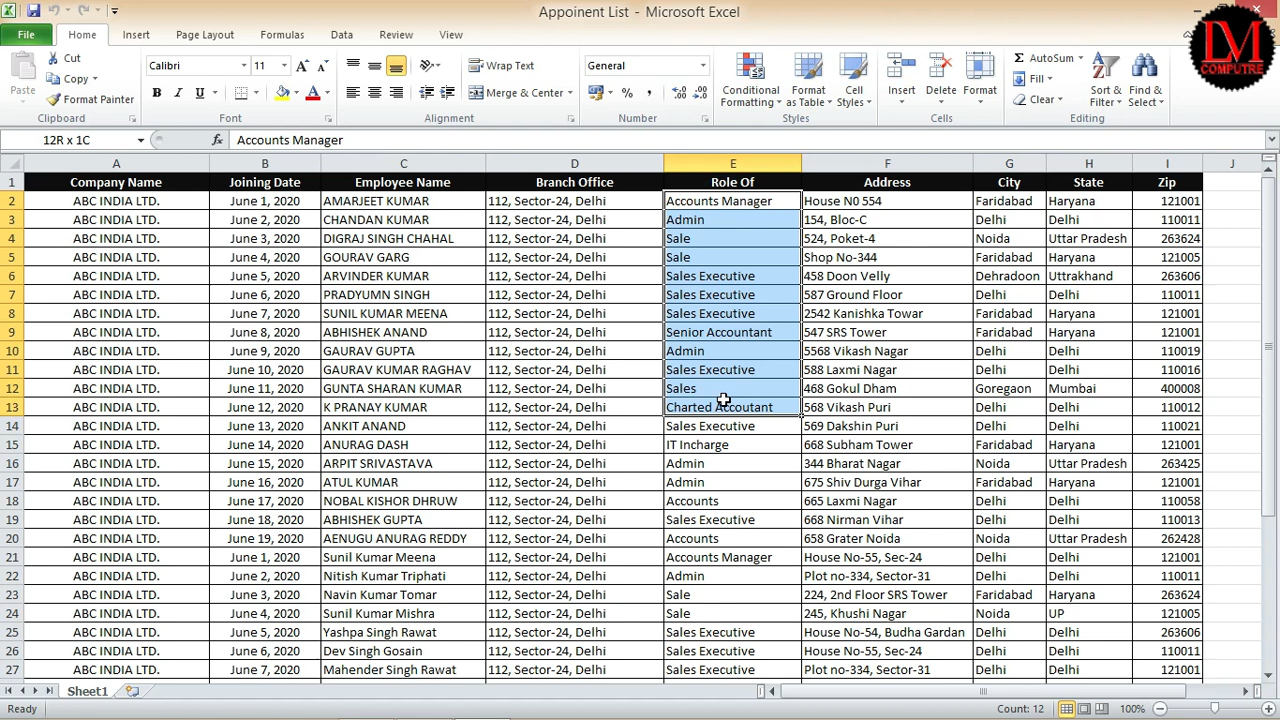 Appoinent List - Microsoft Excel
File Home Insert Page Layout Formulas Data Review View
DM
COMPUTRE
Paste
Cut
Copy
Format Painter
Clipboard
Calibri 11
B I U A
Font
Wrap Text
Merge & Center
Alignment
General
%
Number
Conditional Formatting
Format as Table
Cell Styles
Styles
Insert Delete Format
Cells
AutoSum
Fill
Clear
Sort & Filter
Find & Select
Editing
12R x 1C fx Accounts Manager
A B C D E F G H I J
1 Company Name Joining Date Employee Name Branch Office Role Of Address City State Zip
2 ABC INDIA LTD. June 1, 2020 AMARJEET KUMAR 112, Sector-24, Delhi Accounts Manager House N0 554 Faridabad Haryana 121001
3 ABC INDIA LTD. June 2, 2020 CHANDAN KUMAR 112, Sector-24, Delhi Admin 154, Bloc-C Delhi Delhi 110011
4 ABC INDIA LTD. June 3, 2020 DIGRAJ SINGH CHAHAL 112, Sector-24, Delhi Sale 524, Poket-4 Noida Uttar Pradesh 263624
5 ABC INDIA LTD. June 4, 2020 GOURAV GARG 112, Sector-24, Delhi Sale Shop No-344 Faridabad Haryana 121005
6 ABC INDIA LTD. June 5, 2020 ARVINDER KUMAR 112, Sector-24, Delhi Sales Executive 458 Doon Velly Dehradoon Uttrakhand 263606
7 ABC INDIA LTD. June 6, 2020 PRADYUMN SINGH 112, Sector-24, Delhi Sales Executive 587 Ground Floor Delhi Delhi 110011
8 ABC INDIA LTD. June 7, 2020 SUNIL KUMAR MEENA 112, Sector-24, Delhi Sales Executive 2542 Kanishka Towar Faridabad Haryana 121001
9 ABC INDIA LTD. June 8, 2020 ABHISHEK ANAND 112, Sector-24, Delhi Senior Accountant 547 SRS Tower Faridabad Haryana 121001
10 ABC INDIA LTD. June 9, 2020 GAURAV GUPTA 112, Sector-24, Delhi Admin 5568 Vikash Nagar Delhi Delhi 110019
11 ABC INDIA LTD. June 10, 2020 GAURAV KUMAR RAGHAV 112, Sector-24, Delhi Sales Executive 588 Laxmi Nagar Delhi Delhi 110016
12 ABC INDIA LTD. June 11, 2020 GUNTA SHARAN KUMAR 112, Sector-24, Delhi Sales 468 Gokul Dham Goregaon Mumbai 400008
13 ABC INDIA LTD. June 12, 2020 K PRANAY KUMAR 112, Sector-24, Delhi Charted Accoutant 568 Vikash Puri Delhi Delhi 110012
14 ABC INDIA LTD. June 13, 2020 ANKIT ANAND 112, Sector-24, Delhi Sales Executive 569 Dakshin Puri Delhi Delhi 110021
15 ABC INDIA LTD. June 14, 2020 ANURAG DASH 112, Sector-24, Delhi IT Incharge 668 Subham Tower Faridabad Haryana 121001
16 ABC INDIA LTD. June 15, 2020 ARPIT SRIVASTAVA 112, Sector-24, Delhi Admin 344 Bharat Nagar Noida Uttar Pradesh 263425
17 ABC INDIA LTD. June 16, 2020 ATUL KUMAR 112, Sector-24, Delhi Admin 675 Shiv Durga Vihar Faridabad Haryana 121001
18 ABC INDIA LTD. June 17, 2020 NOBAL KISHOR DHRUW 112, Sector-24, Delhi Accounts 665 Laxmi Nagar Delhi Delhi 110058
19 ABC INDIA LTD. June 18, 2020 ABHISHEK GUPTA 112, Sector-24, Delhi Sales Executive 668 Nirman Vihar Delhi Delhi 110013
20 ABC INDIA LTD. June 19, 2020 AENUGU ANURAG REDDY 112, Sector-24, Delhi Accounts 658 Grater Noida Noida Uttar Pradesh 262428
21 ABC INDIA LTD. June 1, 2020 Sunil Kumar Meena 112, Sector-24, Delhi Accounts Manager House No-55, Sec-24 Delhi Delhi 121001
22 ABC INDIA LTD. June 2, 2020 Nitish Kumar Triphati 112, Sector-24, Delhi Admin Plot no-334, Sector-31 Delhi Delhi 110011
23 ABC INDIA LTD. June 3, 2020 Navin Kumar Tomar 112, Sector-24, Delhi Sale 224, 2nd Floor SRS Tower Faridabad Haryana 263624
24 ABC INDIA LTD. June 4, 2020 Sunil Kumar Mishra 112, Sector-24, Delhi Sale 245, Khushi Nagar Noida UP 121005
25 ABC INDIA LTD. June 5, 2020 Yashpa Singh Rawat 112, Sector-24, Delhi Sales Executive House No-54, Budha Gardan Delhi Delhi 263606
26 ABC INDIA LTD. June 6, 2020 Dev Singh Gosain 112, Sector-24, Delhi Sales Executive House No-55, Sec-24 Delhi Delhi 110011
27 ABC INDIA LTD. June 7, 2020 Mahender Singh Rawat 112, Sector-24, Delhi Sales Executive Plot no-334, Sector-31 Delhi Delhi 121001
Sheet1
Ready Count: 12 100%